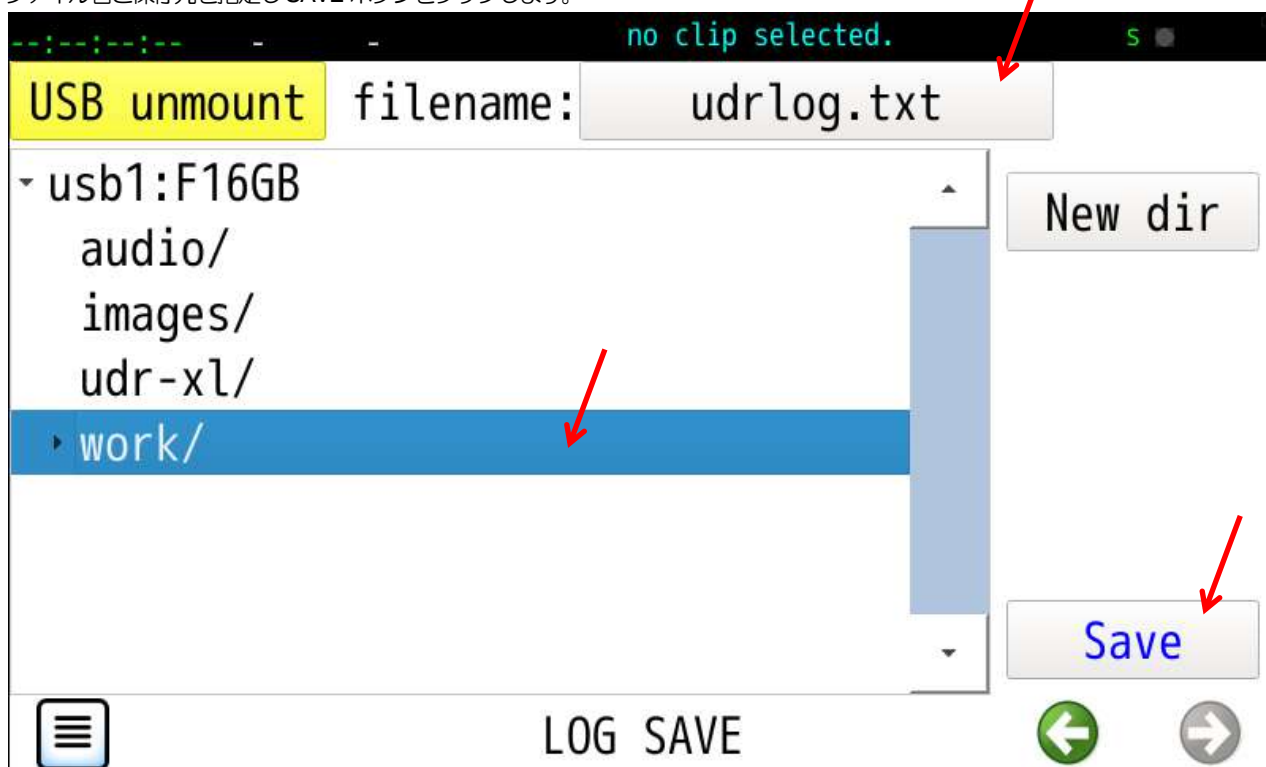 --:--:--:-- - - no clip selected. S
USB unmount filename: udrlog.txt
usb1:F16GB
New dir
audio/
images/
udr-xl/
work/
Save
LOG SAVE